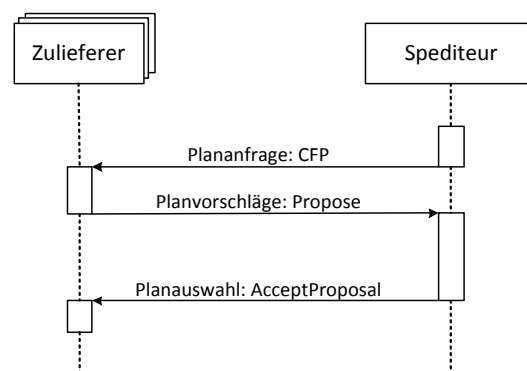 Zulieferer
Spediteur
Plananfrage: CFP
Planvorschläge: Propose
Planauswahl: AcceptProposal